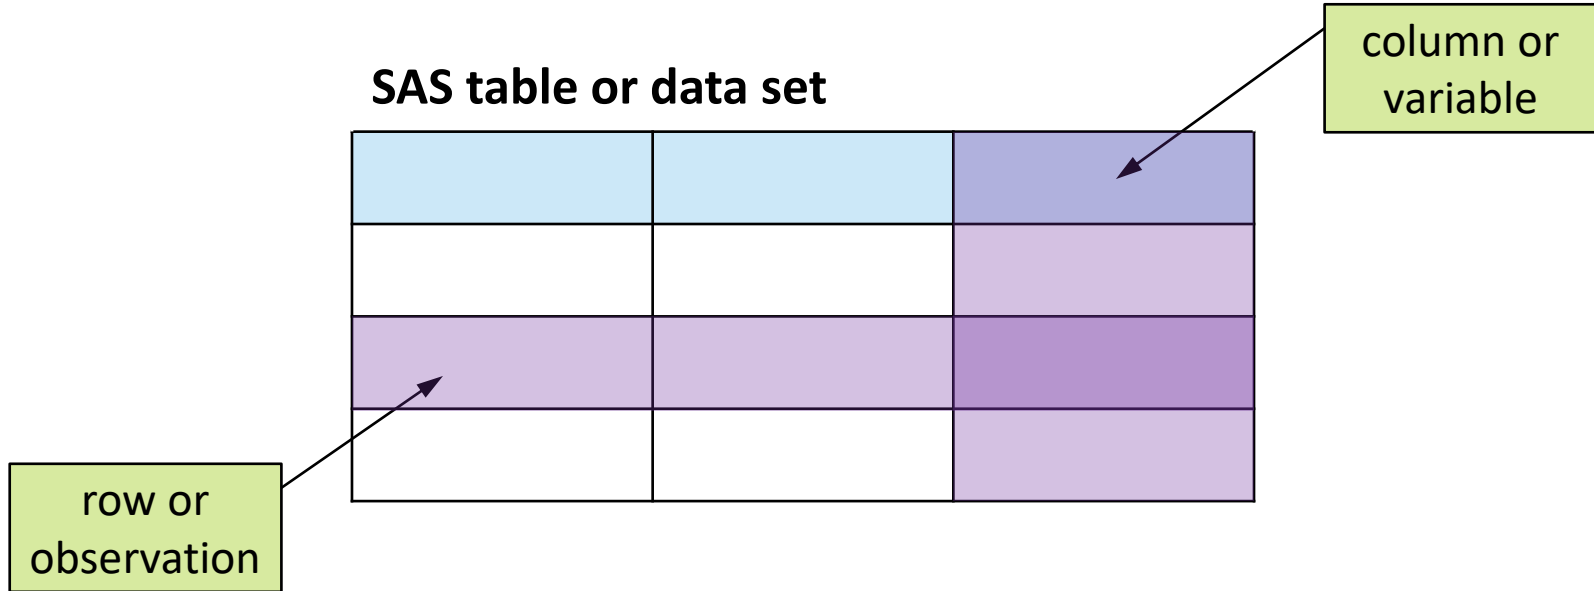 column or
variable
SAS table or data set
row or
observation